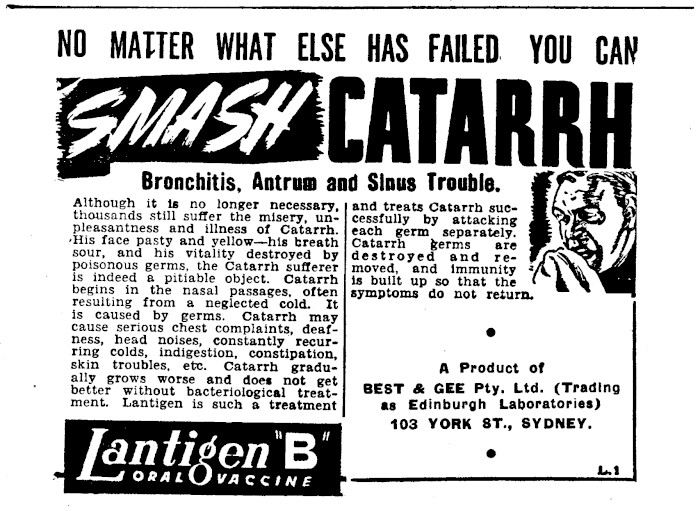 NO MATTER WHAT ELSE HAS FAILED YOU CAN
SMASH CATARRH
Bronchitis, Antrum and Sinus Trouble.
Although it is no longer necessary,
thousands still suffer the misery, un-
pleasantness and illness of Catarrh.
His face pasty and yellow—his breath
sour, and his vitality destroyed by
poisonous germs, the Catarrh sufferer
is indeed a pitiable object. Catarrh
begins in the nasal passages, often
resulting from a neglected cold. It
is caused by germs. Catarrh may
cause serious chest complaints, deaf-
ness, head noises, constantly recur-
ring colds, indigestion, constipation,
skin troubles, etc. Catarrh gradu-
ally grows worse and does not get
better without bacteriological treat-
ment. Lantigen is such a treatment
and treats Catarrh suc-
cessfully by attacking
each germ separately.
Catarrh germs are
destroyed and re-
moved, and immunity
is built up so that the
symptoms do not return.
A Product of
BEST & GEE Pty. Ltd. (Trading
as Edinburgh Laboratories)
103 YORK ST., SYDNEY.
L.1
Lantigen "B"
ORAL VACCINE